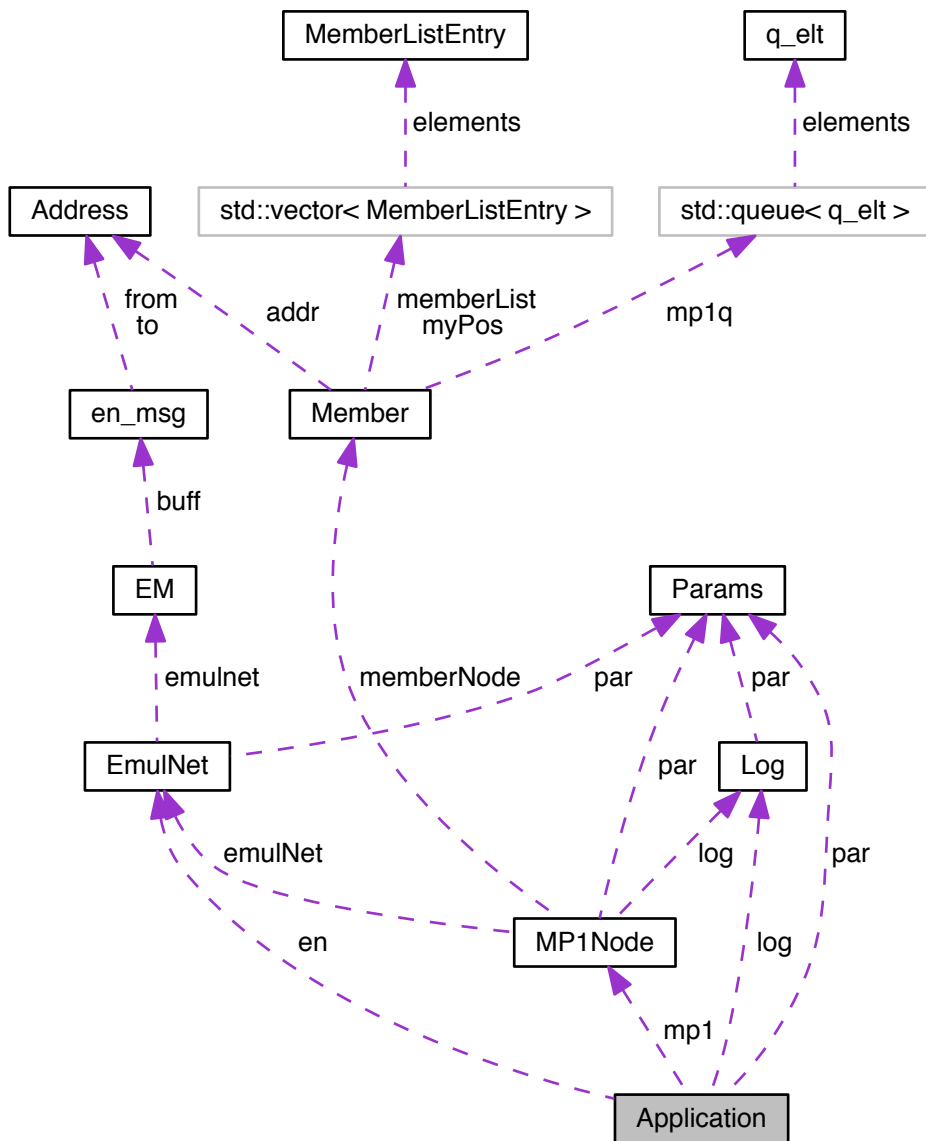 MemberListEntry
q_elt
elements
elements
Address
std::vector< MemberListEntry >
std::queue< q_elt >
from
to
addr
memberList
myPos
mp1q
en_msg
Member
buff
EM
Params
emulnet
memberNode
par
par
EmulNet
par
Log
emulNet
log
par
en
MP1Node
log
mp1
Application